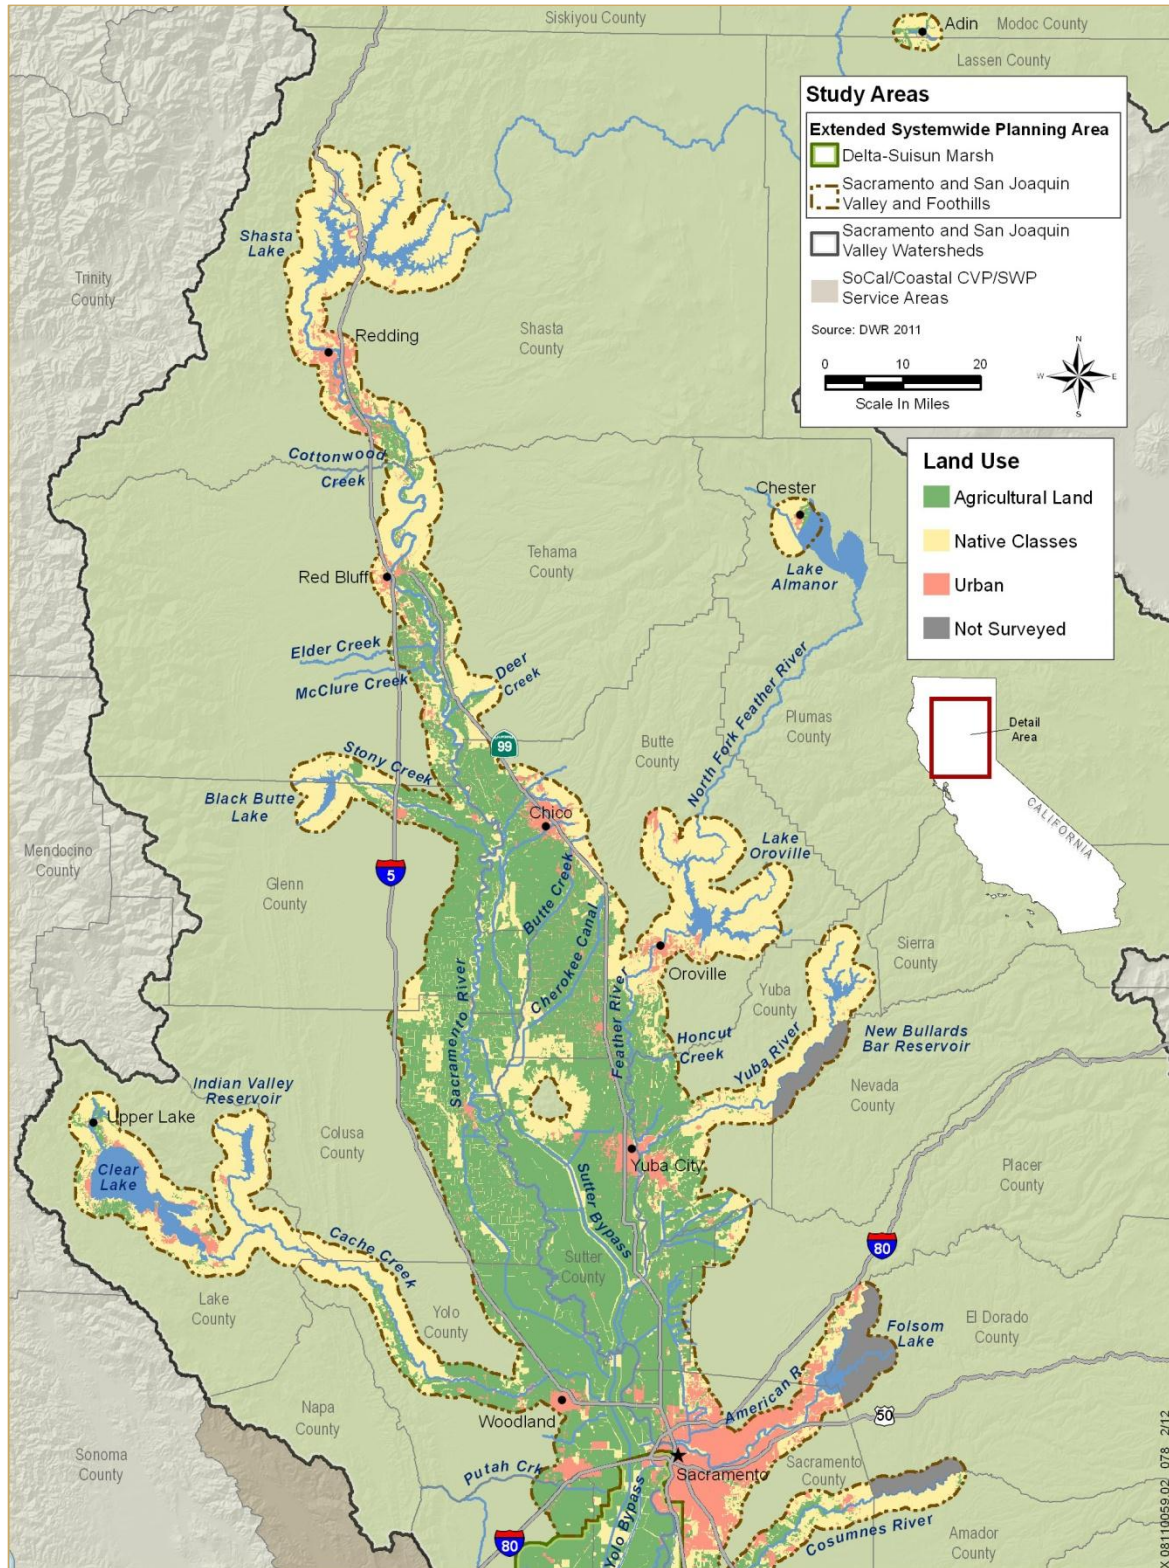 Siskiyou County
Adin
Modoc County
Lassen County
Study Areas
Extended Systemwide Planning Area
Delta-Suisun Marsh
Sacramento and San Joaquin
Valley and Foothills
Sacramento and San Joaquin
Valley Watersheds
SoCal/Coastal CVP/SWP
Service Areas
Source: DWR 2011
0 10 20
Scale In Miles
N
W E
S
Shasta
Lake
Trinity
County
Redding
Shasta
County
Cottonwood
Creek
Land Use
Agricultural Land
Native Classes
Urban
Not Surveyed
Chester
Lake
Almanor
Tehama
County
Red Bluff
Elder Creek
McClure Creek
Deer
Creek
North Fork Feather River
Plumas
County
Detail
Area
CALIFORNIA
99
Butte
County
Stony Creek
Black Butte
Lake
Chico
Lake
Oroville
Mendocino
County
5
Glenn
County
Butte Creek
Cherokee Canal
Sacramento River
Feather River
Oroville
Sierra
County
Yuba
County
Honcut
Creek
Yuba River
New Bullards
Bar Reservoir
Nevada
County
Indian Valley
Reservoir
Upper Lake
Colusa
County
Clear
Lake
Yuba City
Placer
County
Sutter Bypass
Cache Creek
Sutter
County
80
Lake
County
Yolo
County
Folsom
Lake
El Dorado
County
American R.
Napa
County
Woodland
50
Sonoma
County
Putah Crk
Sacramento
Sacramento
County
Yolo Bypass
80
Cosumnes River
Amador
County
X08110059.02 078 2/12